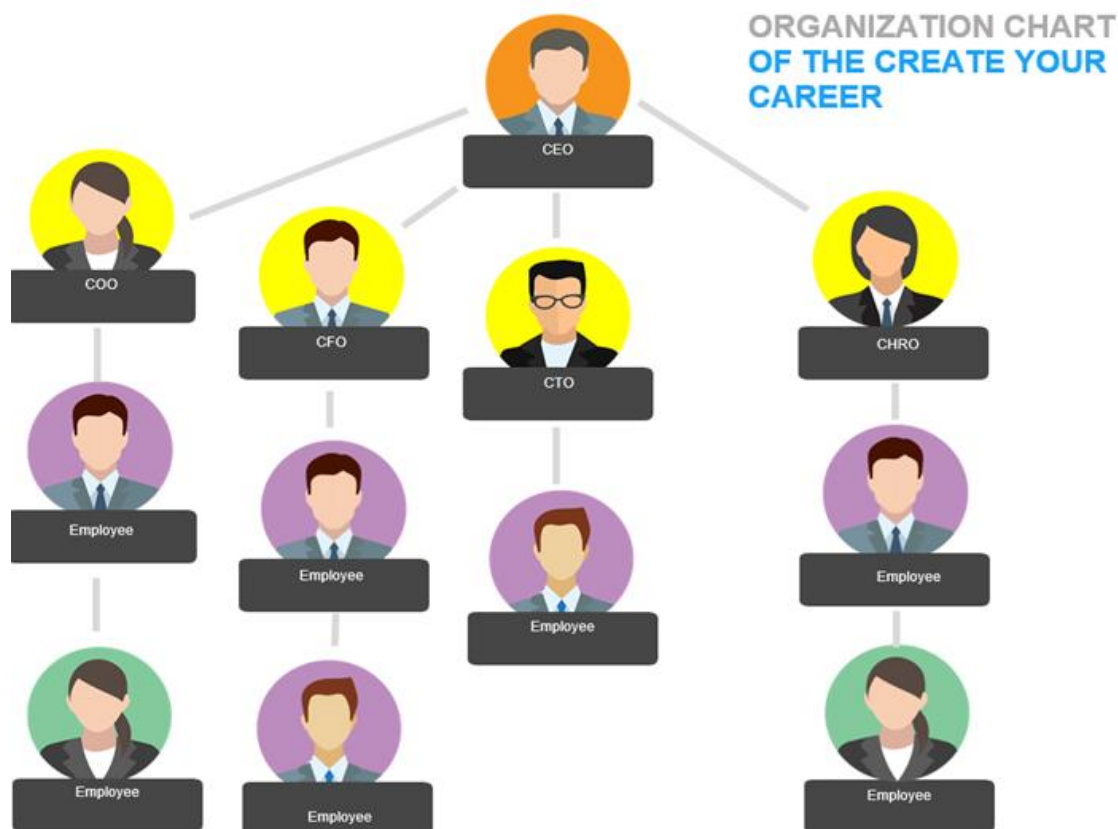 ORGANIZATION CHART
OF THE CREATE YOUR
CAREER
CEO
COO
CFO
CTO
CHRO
Employee
Employee
Employee
Employee
Employee
Employee
Employee